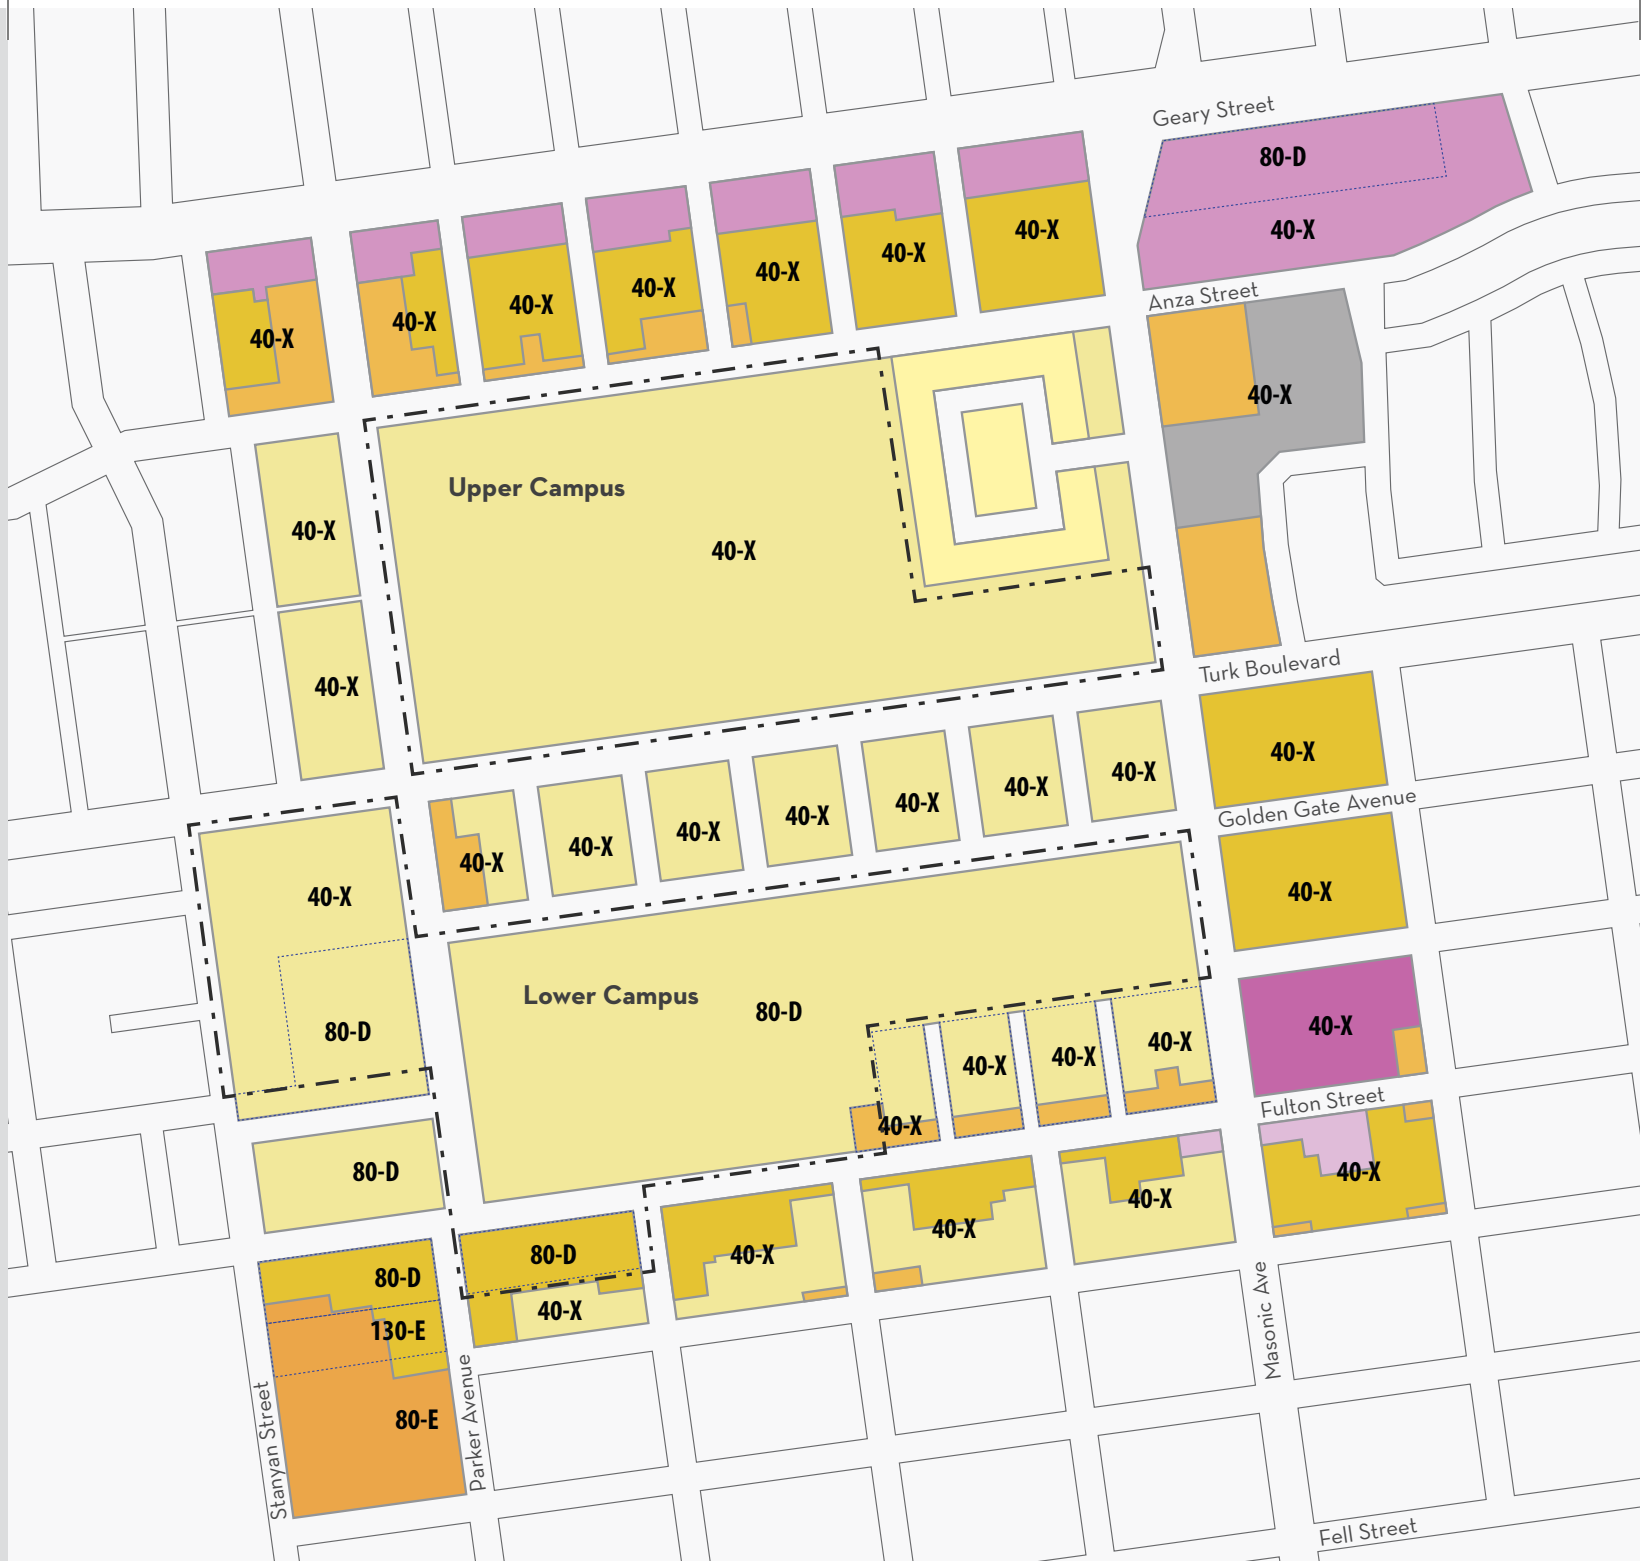 Geary Street
80-D
40-X
40-X
40-X
40-X
40-X
40-X
40-X
40-X
40-X
Anza Street
40-X
Upper Campus
40-X
40-X
40-X
Turk Boulevard
40-X
40-X
40-X
40-X
40-X
40-X
40-X
40-X
Golden Gate Avenue
40-X
40-X
Lower Campus
80-D
80-D
40-X
40-X
40-X
40-X
40-X
Fulton Street
80-D
40-X
40-X
40-X
40-X
80-D
40-X
80-D
130-E
80-E
Stanyan Street
Parker Avenue
Masonic Ave
Fell Street